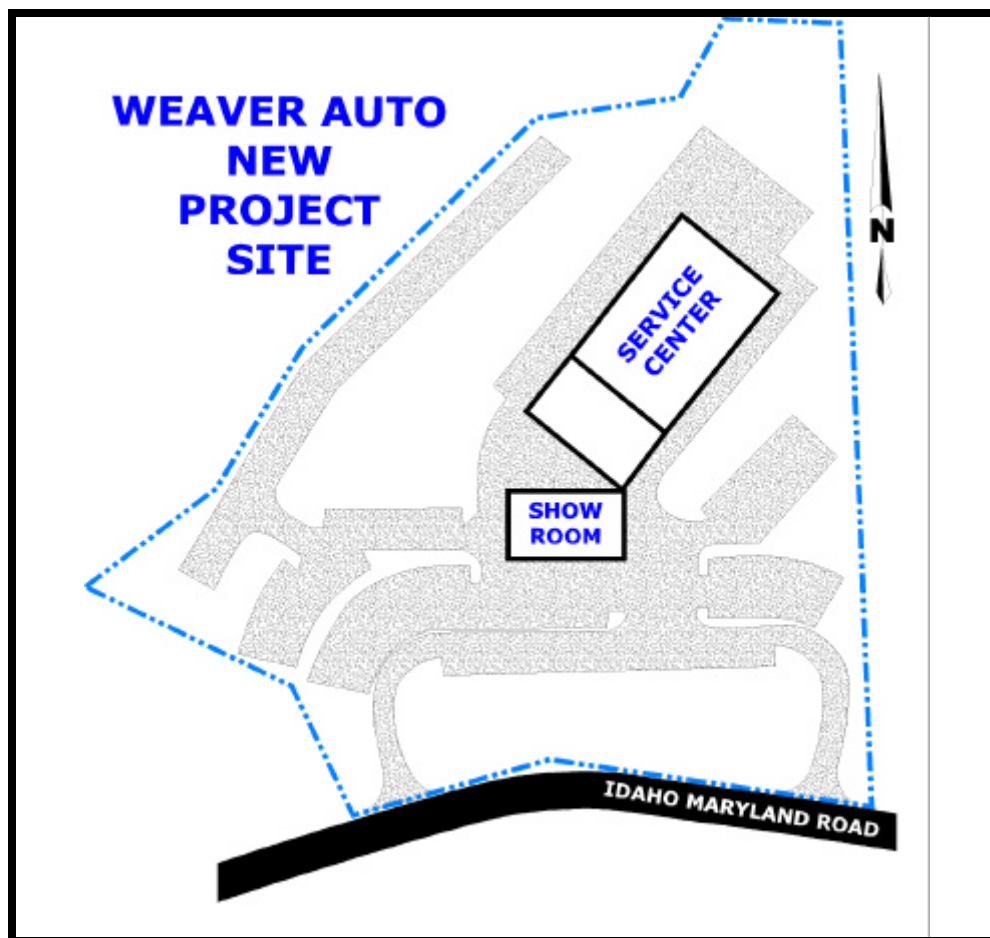 WEAVER AUTO
NEW
PROJECT
SITE
N
SERVICE
CENTER
SHOW
ROOM
IDAHO MARYLAND ROAD